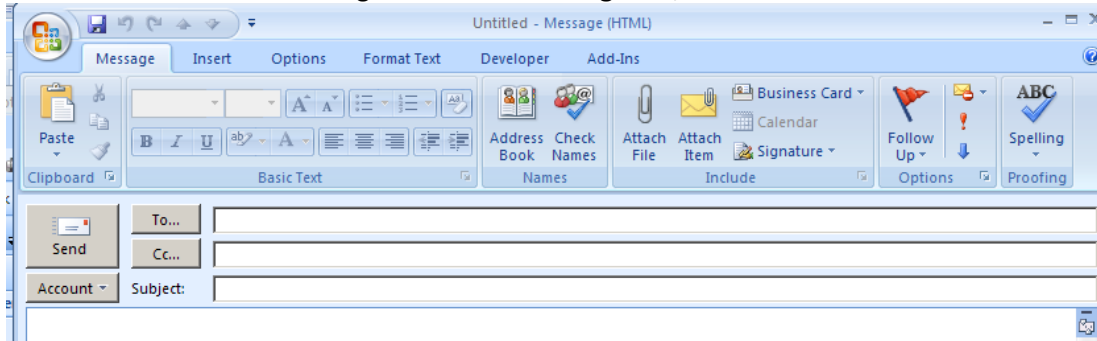 Untitled - Message (HTML)
Message Insert Options Format Text Developer Add-Ins
Paste
Clipboard
B I U ab A
A A
Basic Text
Address Book
Check Names
Names
Attach File
Attach Item
Business Card
Calendar
Signature
Include
Follow Up
Options
ABC
Spelling
Proofing
Send
To...
Cc...
Account
Subject: